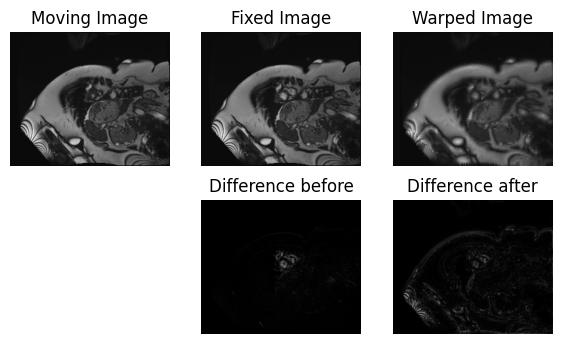 Moving Image
Fixed Image
Warped Image
Difference before
Difference after